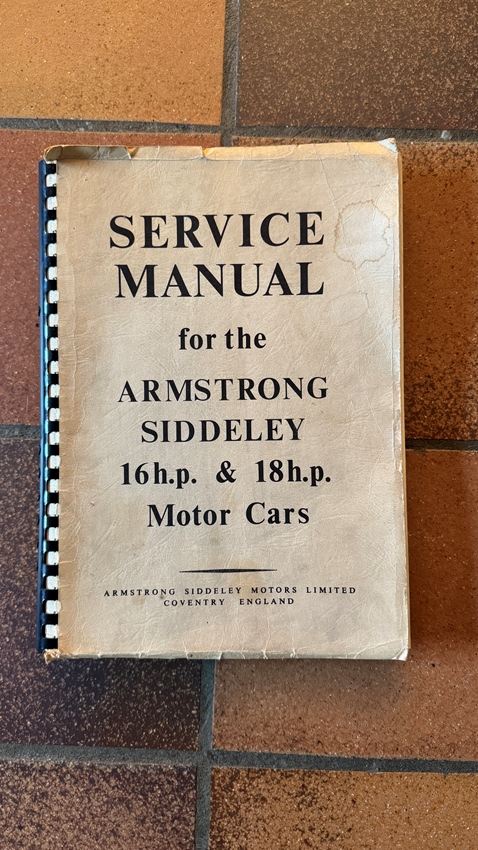 SERVICE
MANUAL
for the
ARMSTRONG
SIDDELEY
16h.p. & 18h.p.
Motor Cars
ARMSTRONG SIDDELEY MOTORS LIMITED
COVENTRY ENGLAND